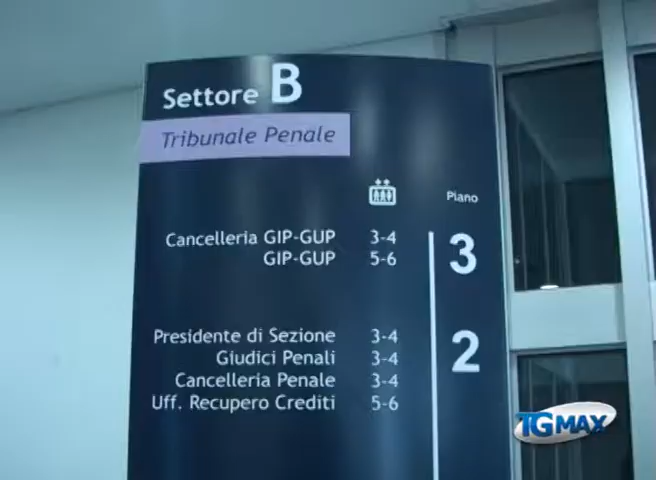 Settore B
Tribunale Penale
Piano
Cancelleria GIP-GUP 3-4 3
GIP-GUP 5-6
Presidente di Sezione 3-4 2
Giudici Penali 3-4
Cancelleria Penale 3-4
Uff. Recupero Crediti 5-6
TGMAX